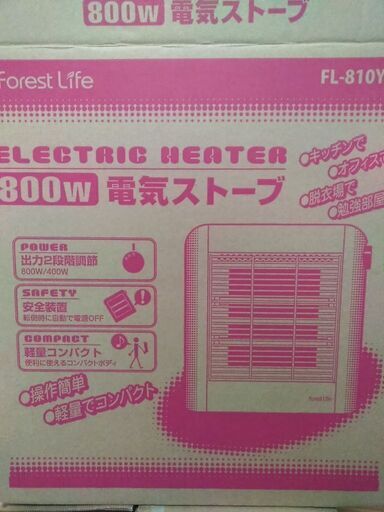 800w 電気ストーブ
Forest Life
FL-810Y
ELECTRIC HEATER
800w 電気ストーブ
●キッチンで
オフィスで
●脱衣場で
勉強部屋
POWER
出力2段階調節
800W/400W
SAFETY
安全装置
転倒時に自動で電源OFF
COMPACT
軽量コンパクト
便利に使えるコンパクトボディ
●操作簡単
●軽量でコンパクト
Forest Life